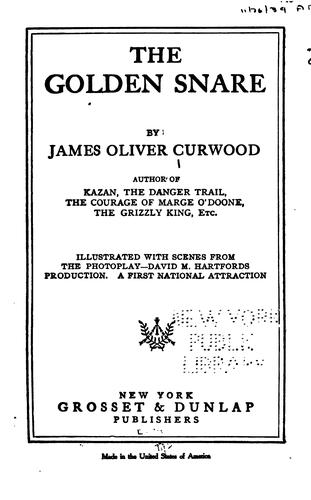 THE
GOLDEN SNARE
BY
JAMES OLIVER CURWOOD
AUTHOR OF
KAZAN, THE DANGER TRAIL,
THE COURAGE OF MARGE O'DOONE,
THE GRIZZLY KING, ETC.
ILLUSTRATED WITH SCENES FROM
THE PHOTOPLAY—DAVID M. HARTFORDS
PRODUCTION. A FIRST NATIONAL ATTRACTION
NEW YORK
PUBLIC
LIBRARY
NEW YORK
GROSSET & DUNLAP
PUBLISHERS
Made in the United States of America